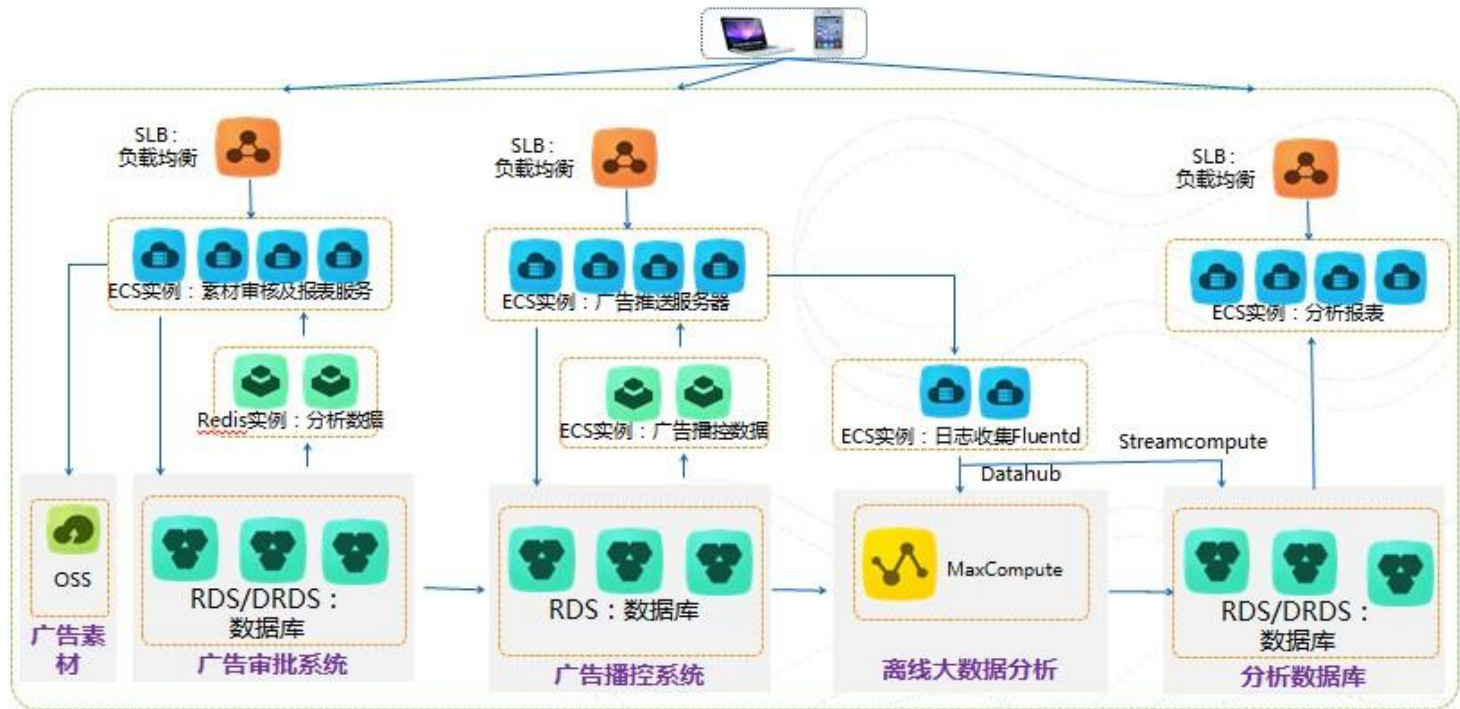 SLB：
负载均衡
ECS实例：素材审核及报表服务
Redis实例：分析数据
OSS
广告素
材
RDS/DRDS：
数据库
广告审批系统
SLB：
负载均衡
ECS实例：广告推送服务器
ECS实例：广告播控数据
RDS：数据库
广告播控系统
ECS实例：日志收集Fluentd
Streamcompute
Datahub
MaxCompute
离线大数据分析
SLB：
负载均衡
ECS实例：分析报表
RDS/DRDS：
数据库
分析数据库